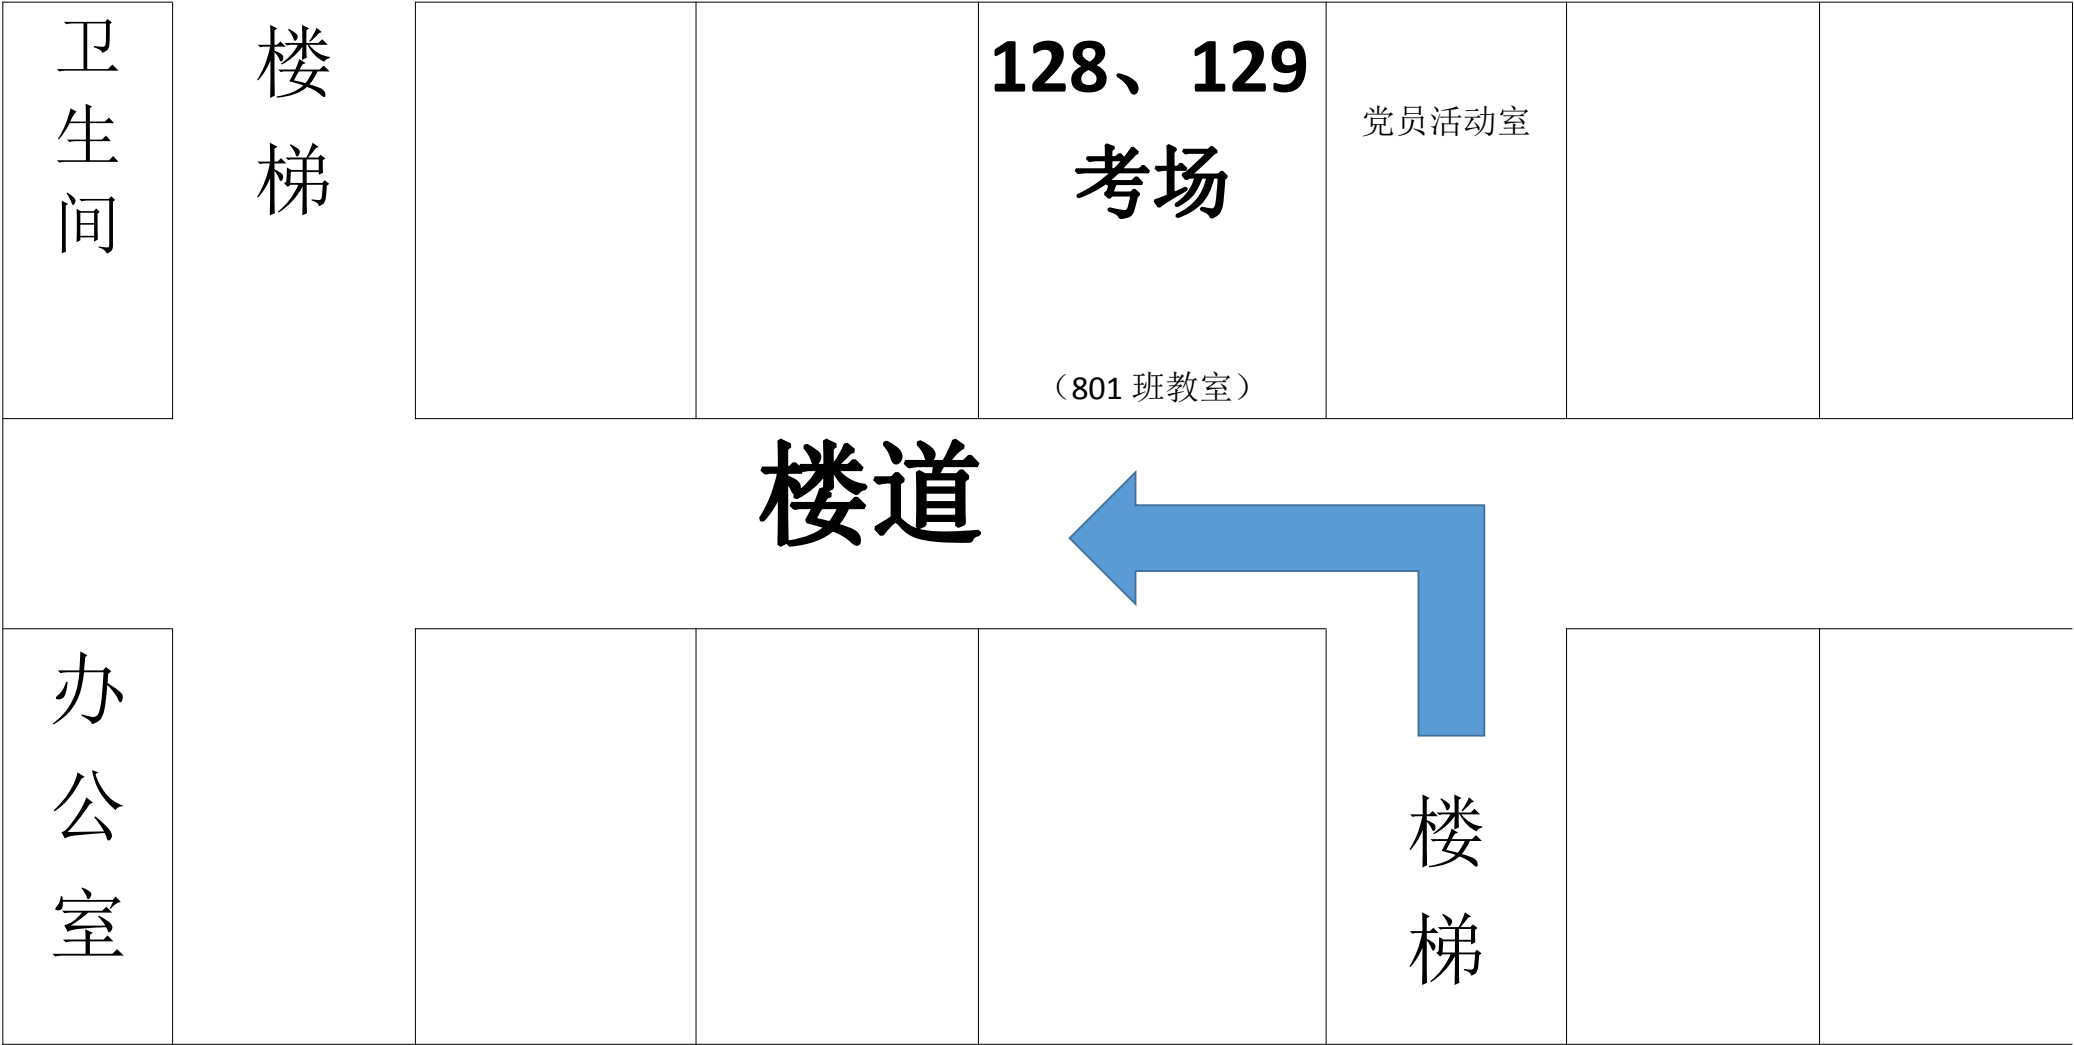 卫生间
楼梯
128、129
考场
（801 班教室）
党员活动室
楼道
办公室
楼梯